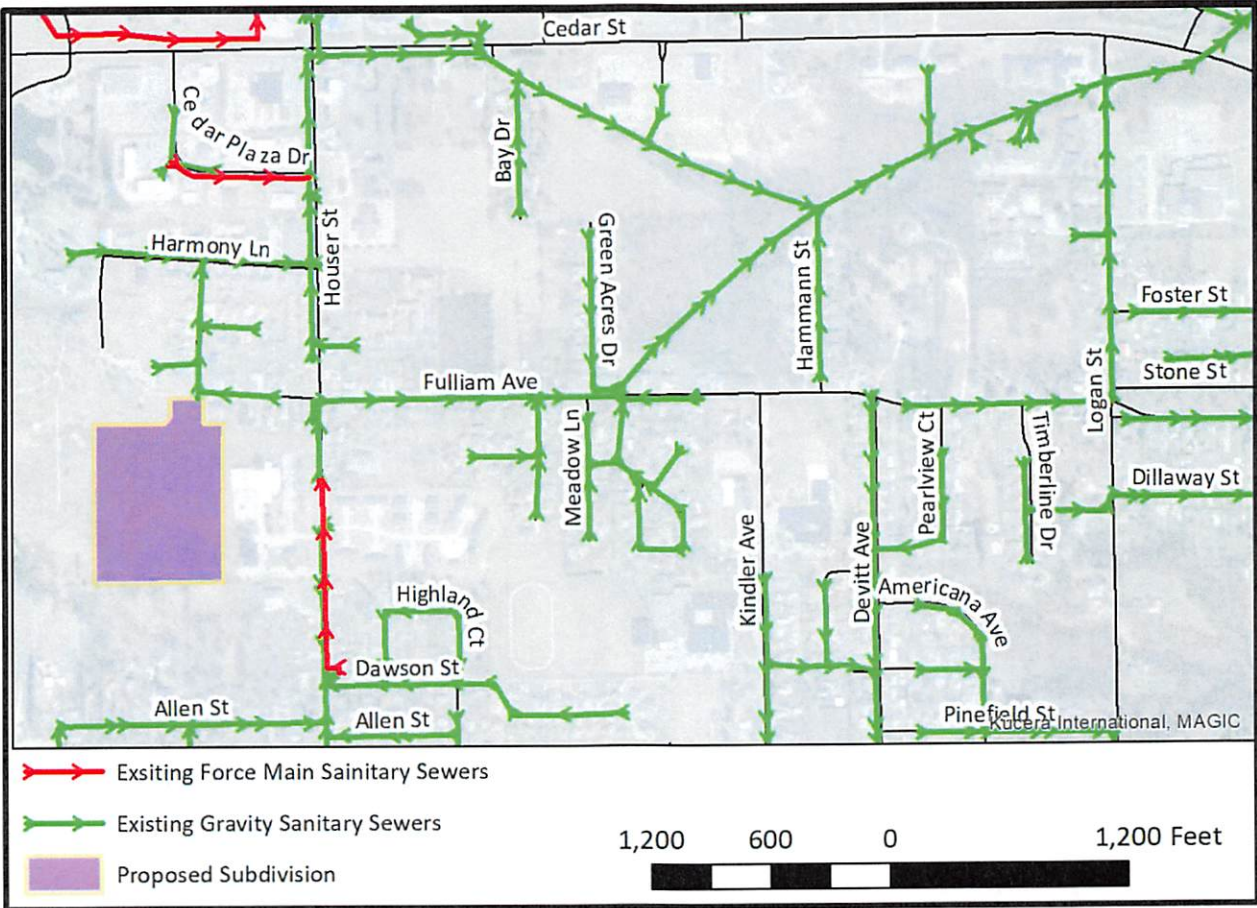 Cedar St
Cedar Plaza Dr
Bay Dr
Houser St
Harmony Ln
Green Acres Dr
Hammann St
Foster St
Stone St
Logan St
Fulliam Ave
Meadow Ln
Pearlview Ct
Timberline Dr
Dillaway St
Kindler Ave
Devitt Ave
Americana Ave
Highland Ct
Dawson St
Allen St
Allen St
Pinefield St
Kucera International, MAGIC
Exsiting Force Main Sainitary Sewers
Existing Gravity Sanitary Sewers
Proposed Subdivision
1,200 600 0 1,200 Feet